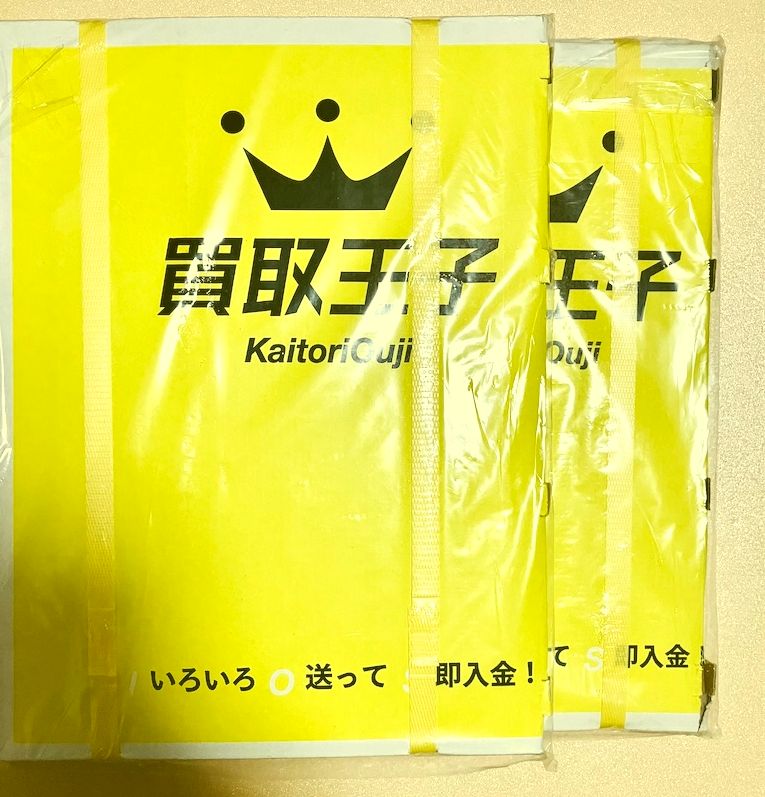 買取王子
KaitoriOuji
I いろいろ O 送って S 即入金！
王子
Ouji
て S 即入金！